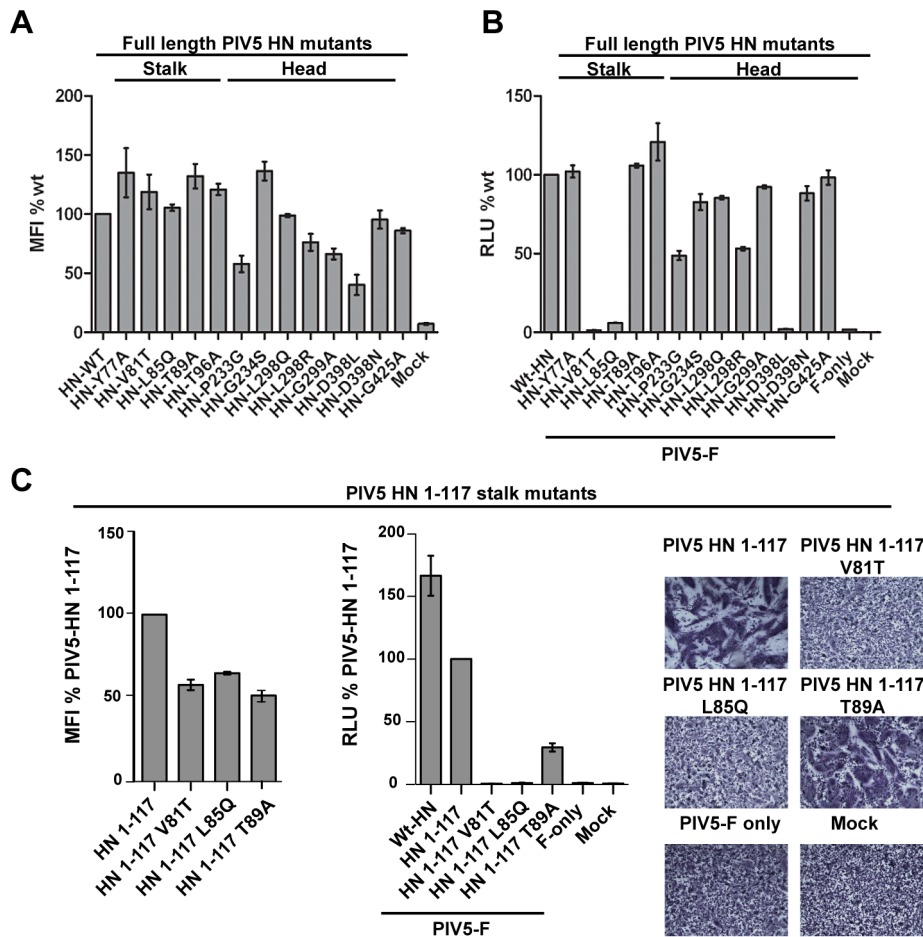 A
Full length PIV5 HN mutants
Stalk
Head
MFI % wt
200
150
100
50
0
HN-WT
HN-Y77A
HN-V81T
HN-L85Q
HN-T89A
HN-T96A
HN-P233G
HN-G234S
HN-L298Q
HN-L298R
HN-G299A
HN-D398L
HN-D398N
HN-G425A
Mock
B
Full length PIV5 HN mutants
Stalk
Head
RLU % wt
150
100
50
0
Wt-HN
HN-Y77A
HN-V81T
HN-L85Q
HN-T89A
HN-T96A
HN-P233G
HN-G234S
HN-L298Q
HN-L298R
HN-G299A
HN-D398L
HN-D398N
HN-G425A
F-only
Mock
PIV5-F
C
PIV5 HN 1-117 stalk mutants
MFI % PIV5-HN 1-117
150
100
50
0
HN 1-117
HN 1-117 V81T
HN 1-117 L85Q
HN 1-117 T89A
RLU % PIV5-HN 1-117
200
150
100
50
0
Wt-HN
HN 1-117
HN 1-117 V81T
HN 1-117 L85Q
HN 1-117 T89A
F-only
Mock
PIV5-F
PIV5 HN 1-117
PIV5 HN 1-117
V81T
PIV5 HN 1-117
L85Q
PIV5 HN 1-117
T89A
PIV5-F only
Mock